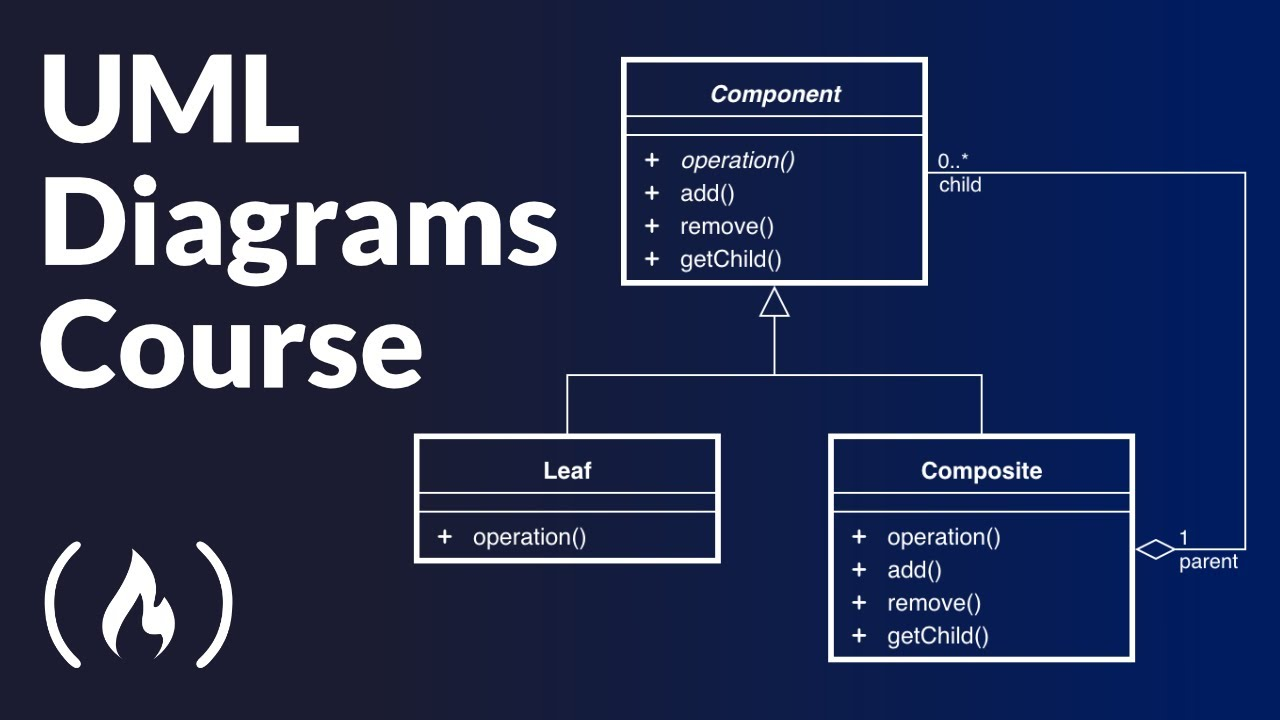 UML
Diagrams
Course
Component
+ operation()
+ add()
+ remove()
+ getChild()
0..*
child
Leaf
+ operation()
Composite
+ operation()
+ add()
+ remove()
+ getChild()
1
parent